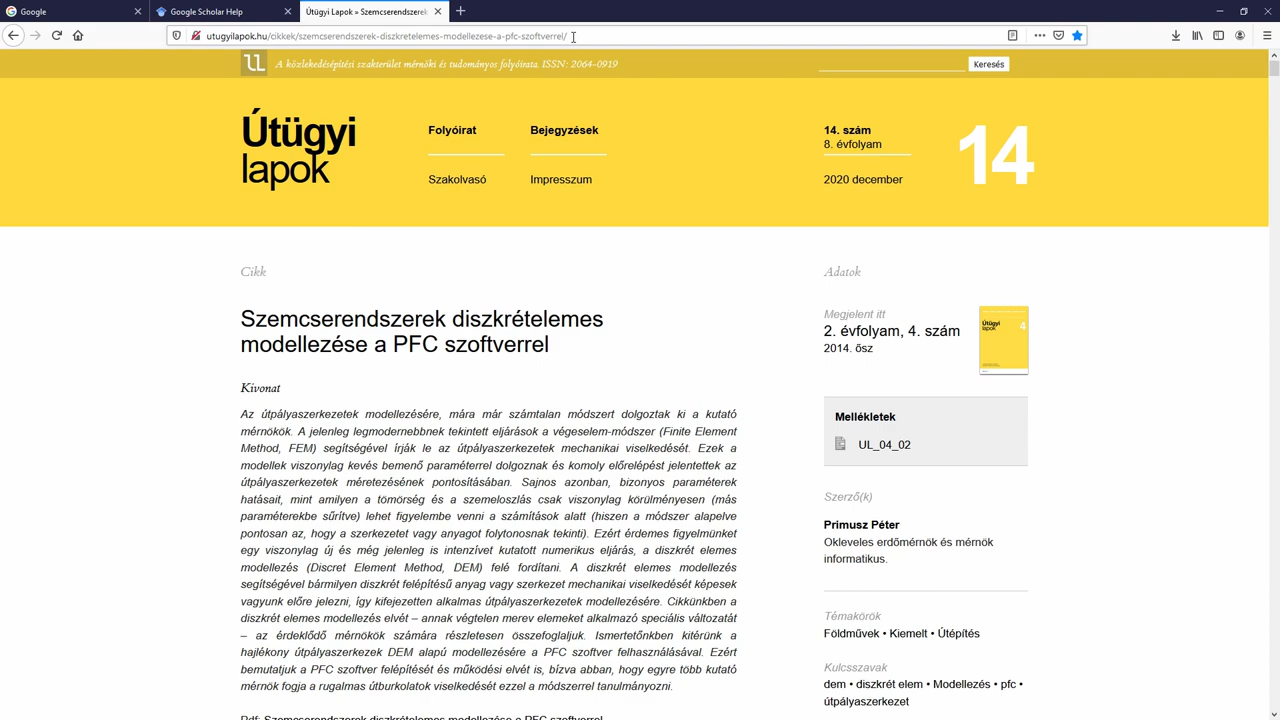 Google
Google Scholar Help
Útügyi Lapok » Szemcserendszerek
utugyilapok.hu/cikkek/szemcserendszerek-diszkretelemes-modellezese-a-pfc-szoftverrel/
A közlekedésépítési szakterület mérnöki és tudományos folyóirata. ISSN: 2064-0919
Keresés
Útügyi
lapok
Folyóirat
Bejegyzések
Szakolvasó
Impresszum
14. szám
8. évfolyam
2020 december
14
Cikk
Szemcserendszerek diszkrételemes
modellezése a PFC szoftverrel
Kivonat
Az útpályaszerkezetek modellezésére, mára már számtalan módszert dolgoztak ki a kutató
mérnökök. A jelenleg legmodernebbnek tekintett eljárások a végeselem-módszer (Finite Element
Method, FEM) segítségével írják le az útpályaszerkezetek mechanikai viselkedését. Ezek a
modellek viszonylag kevés bemenő paraméterrel dolgoznak és komoly előrelépést jelentettek az
útpályaszerkezetek méretezésének pontosításában. Sajnos azonban, bizonyos paraméterek
hatásait, mint amilyen a tömörség és a szemeloszlás csak viszonylag körülményesen (más
paraméterekbe sűrítve) lehet figyelembe venni a számítások alatt (hiszen a módszer alapelve
pontosan az, hogy a szerkezetet vagy anyagot folytonosnak tekinti). Ezért érdemes figyelmünket
egy viszonylag új és még jelenleg is intenzívet kutatott numerikus eljárás, a diszkrét elemes
modellezés (Discret Element Method, DEM) felé fordítani. A diszkrét elemes modellezés
segítségével bármilyen diszkrét felépítésű anyag vagy szerkezet mechanikai viselkedését képesek
vagyunk előre jelezni, így kifejezetten alkalmas útpályaszerkezetek modellezésére. Cikkünkben a
diszkrét elemes modellezés elvét – annak végtelen merev elemeket alkalmazó speciális változatát
– az érdeklődő mérnökök számára részletesen összefoglaljuk. Ismertetőnkben kitérünk a
hajlékony útpályaszerkezek DEM alapú modellezésére a PFC szoftver felhasználásával. Ezért
bemutatjuk a PFC szoftver felépítését és működési elvét is, bízva abban, hogy egyre több kutató
mérnök fogja a rugalmas útburkolatok viselkedését ezzel a módszerrel tanulmányozni.
Pdf: Szemcserendszerek diszkrételemes modellezése a PFC szoftverrel
Adatok
Megjelent itt
2. évfolyam, 4. szám
2014. ősz
Útügyi
lapok
4
Mellékletek
UL_04_02
Szerző(k)
Primusz Péter
Okleveles erdőmérnök és mérnök
informatikus.
Témakörök
Földművek • Kiemelt • Útépítés
Kulcsszavak
dem • diszkrét elem • Modellezés • pfc •
útpályaszerkezet